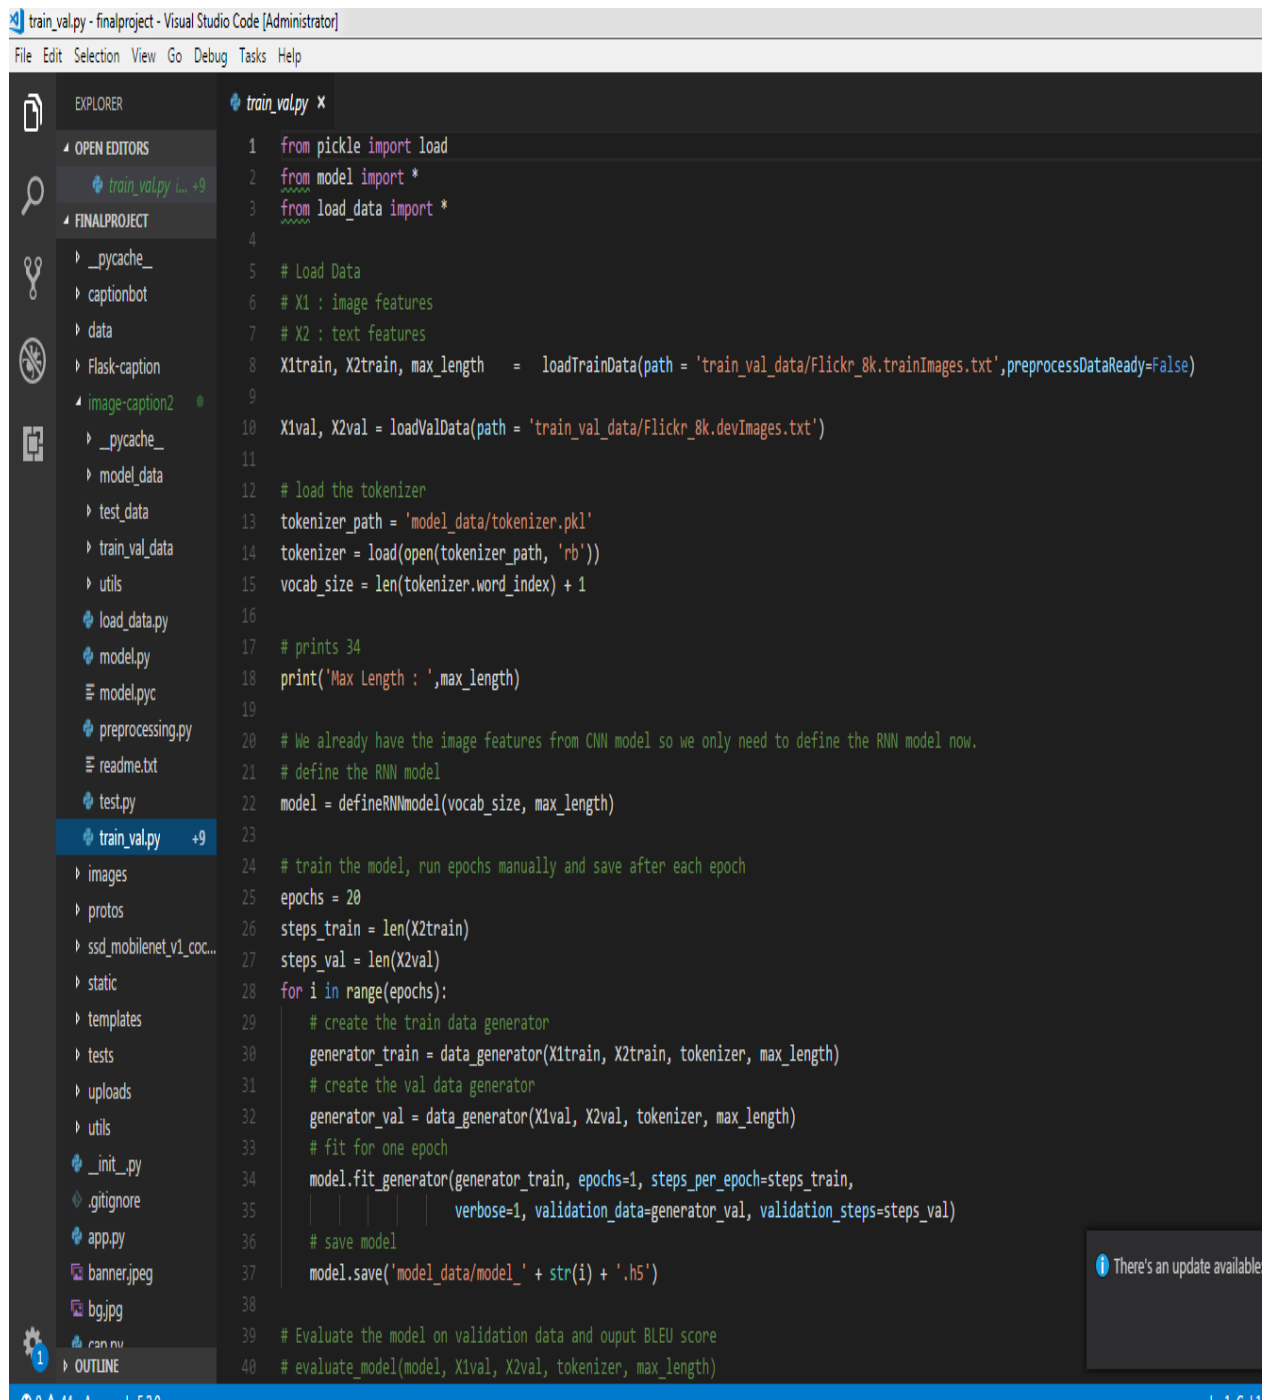 train_val.py - finalproject - Visual Studio Code [Administrator]
File Edit Selection View Go Debug Tasks Help
EXPLORER
OPEN EDITORS
train_val.py i... +9
FINALPROJECT
__pycache__
captionbot
data
Flask-caption
image-caption2
__pycache__
model_data
test_data
train_val_data
utils
load_data.py
model.py
model.pyc
preprocessing.py
readme.txt
test.py
train_val.py +9
images
protos
ssd_mobilenet_v1_coc...
static
templates
tests
uploads
utils
__init__.py
.gitignore
app.py
banner.jpeg
bg.jpg
cap.py
OUTLINE
1
train_val.py ×
1 from pickle import load
2 from model import *
3 from load_data import *
4
5 # Load Data
6 # X1 : image features
7 # X2 : text features
8 X1train, X2train, max_length = loadTrainData(path = 'train_val_data/Flickr_8k.trainImages.txt',preprocessDataReady=False)
9
10 X1val, X2val = loadValData(path = 'train_val_data/Flickr_8k.devImages.txt')
11
12 # load the tokenizer
13 tokenizer_path = 'model_data/tokenizer.pkl'
14 tokenizer = load(open(tokenizer_path, 'rb'))
15 vocab_size = len(tokenizer.word_index) + 1
16
17 # prints 34
18 print('Max Length : ',max_length)
19
20 # We already have the image features from CNN model so we only need to define the RNN model now.
21 # define the RNN model
22 model = defineRNNmodel(vocab_size, max_length)
23
24 # train the model, run epochs manually and save after each epoch
25 epochs = 20
26 steps_train = len(X2train)
27 steps_val = len(X2val)
28 for i in range(epochs):
29 # create the train data generator
30 generator_train = data_generator(X1train, X2train, tokenizer, max_length)
31 # create the val data generator
32 generator_val = data_generator(X1val, X2val, tokenizer, max_length)
33 # fit for one epoch
34 model.fit_generator(generator_train, epochs=1, steps_per_epoch=steps_train,
35 verbose=1, validation_data=generator_val, validation_steps=steps_val)
36 # save model
37 model.save('model_data/model_' + str(i) + '.h5')
38
39 # Evaluate the model on validation data and ouput BLEU score
40 # evaluate_model(model, X1val, X2val, tokenizer, max_length)
There's an update available: